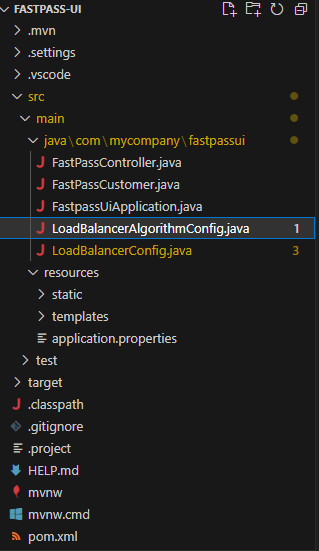 FASTPASS-UI
.mvn
.settings
.vscode
src
main
java\com\mycompany\fastpassui
J FastPassController.java
J FastPassCustomer.java
J FastpassUiApplication.java
J LoadBalancerAlgorithmConfig.java 1
J LoadBalancerConfig.java 3
resources
static
templates
application.properties
test
target
J .classpath
.gitignore
.project
HELP.md
mvnw
mvnw.cmd
pom.xml